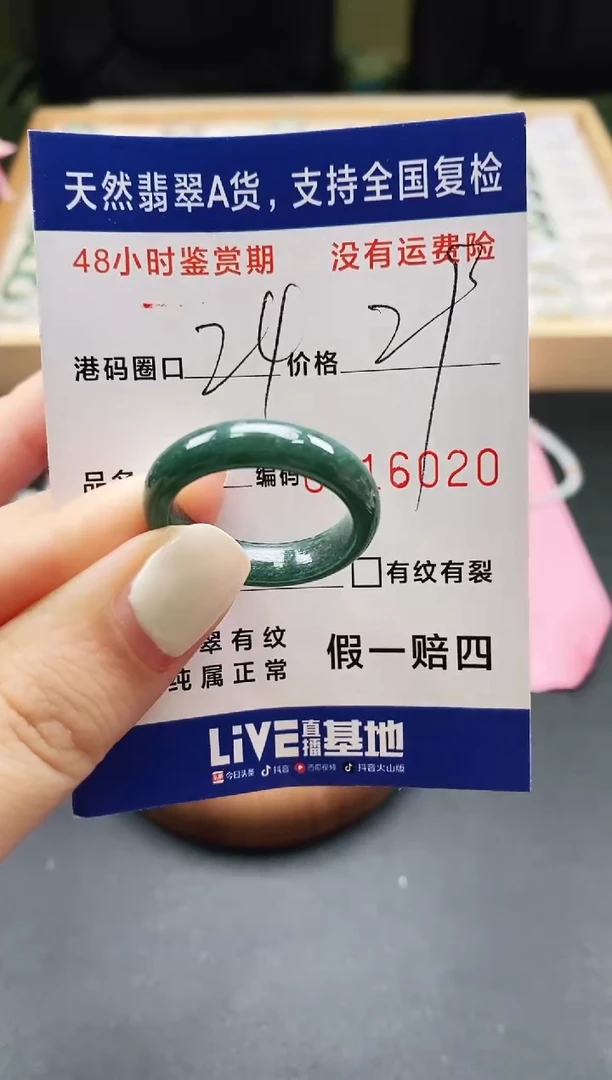 天然翡翠A货，支持全国复检
48小时鉴赏期 没有运费险
港码圈口 24 价格
编码 16020
有纹有裂
翠有纹 假一赔四
纯属正常
LiVE直播基地
今日头条 抖音 西瓜视频 抖音火山版